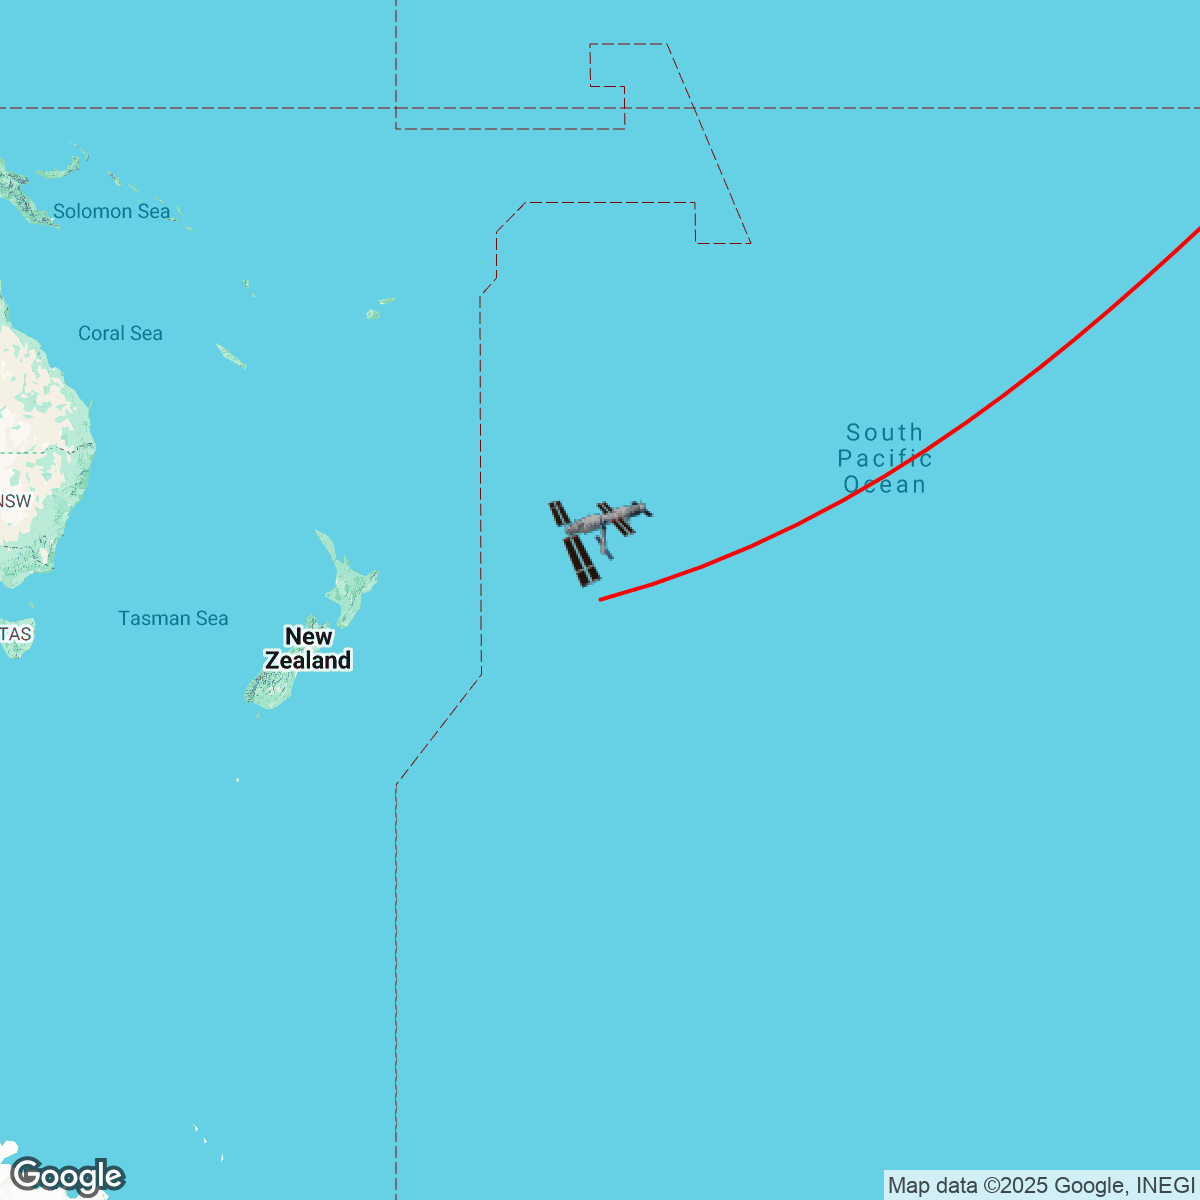 Solomon Sea
Coral Sea
South
Pacific
Ocean
NSW
Tasman Sea
TAS
New
Zealand
Google
Map data ©2025 Google, INEGI